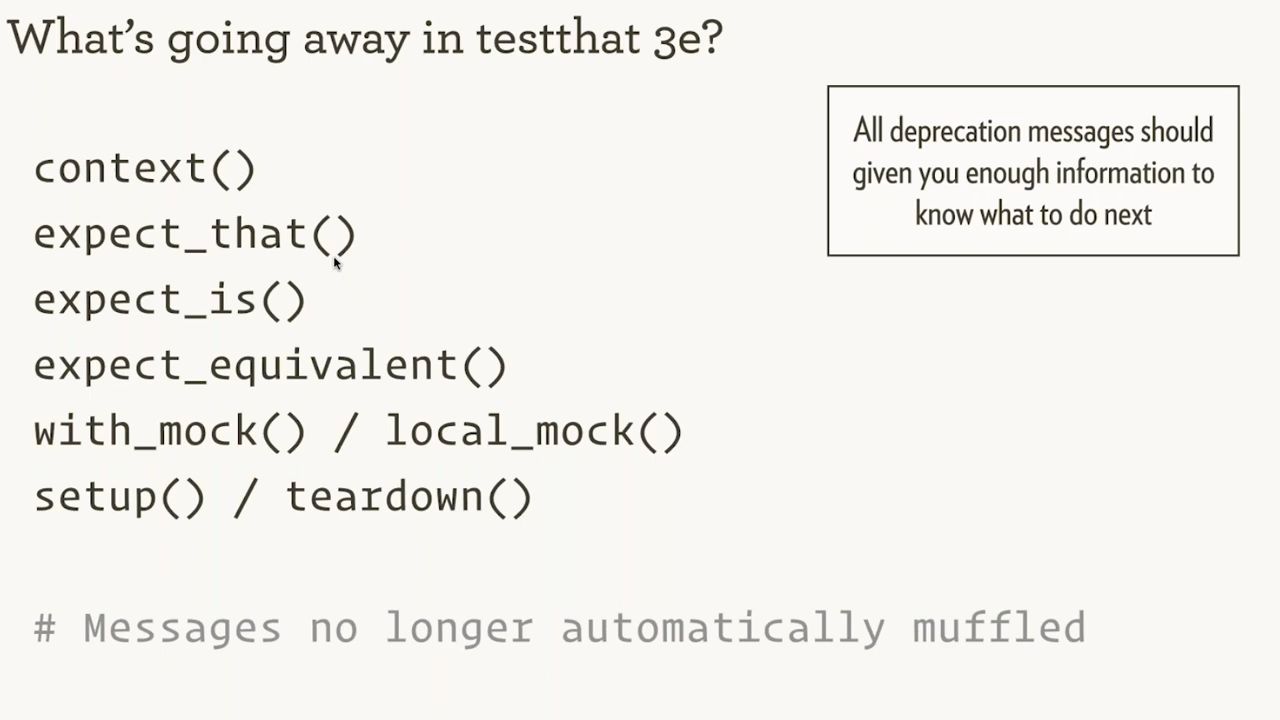 What’s going away in testthat 3e?
All deprecation messages should
given you enough information to
know what to do next
context()
expect_that()
expect_is()
expect_equivalent()
with_mock() / local_mock()
setup() / teardown()
# Messages no longer automatically muffled